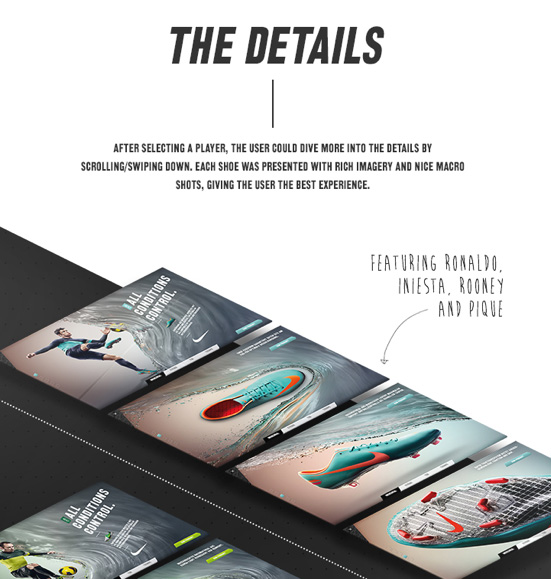 THE DETAILS
AFTER SELECTING A PLAYER, THE USER COULD DIVE MORE INTO THE DETAILS BY
SCROLLING/SWIPING DOWN. EACH SHOE WAS PRESENTED WITH RICH IMAGERY AND NICE MACRO
SHOTS, GIVING THE USER THE BEST EXPERIENCE.
FEATURING RONALDO,
INIESTA, ROONEY
AND PIQUE
ALL
CONDITIONS
CONTROL.
ALL
CONDITIONS
CONTROL.